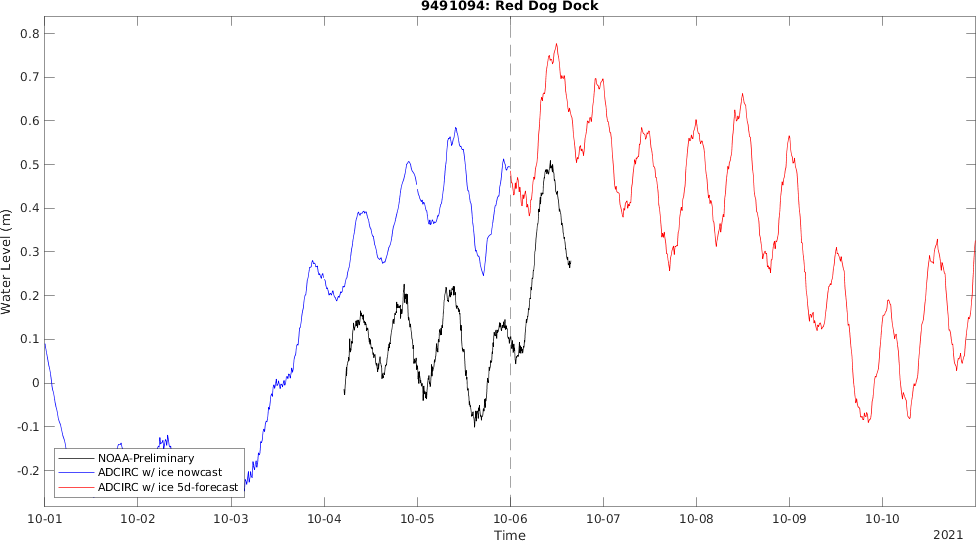 9491094: Red Dog Dock
Water Level (m)
0.8
0.7
0.6
0.5
0.4
0.3
0.2
0.1
0
-0.1
-0.2
NOAA-Preliminary
ADCIRC w/ ice nowcast
ADCIRC w/ ice 5d-forecast
10-01 10-02 10-03 10-04 10-05 10-06 10-07 10-08 10-09 10-10
Time
2021